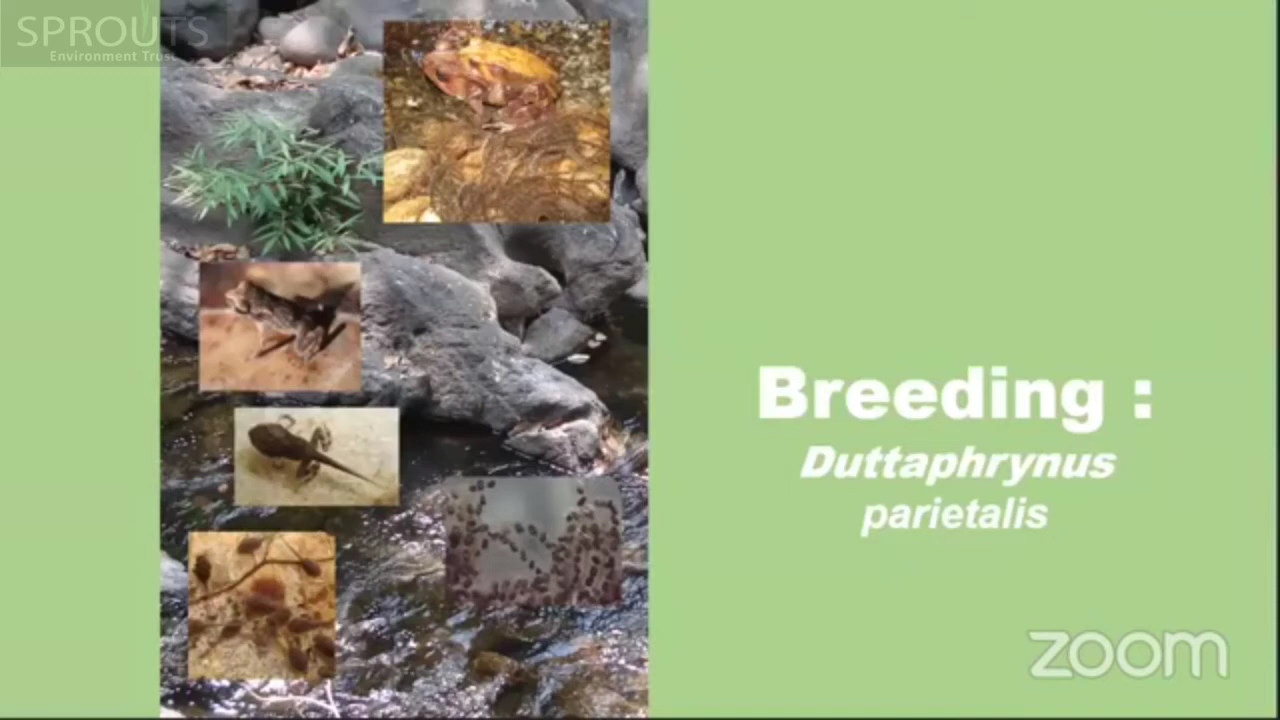 SPROUTS
Environment Trust
Breeding :
Duttaphrynus
parietalis
zoom